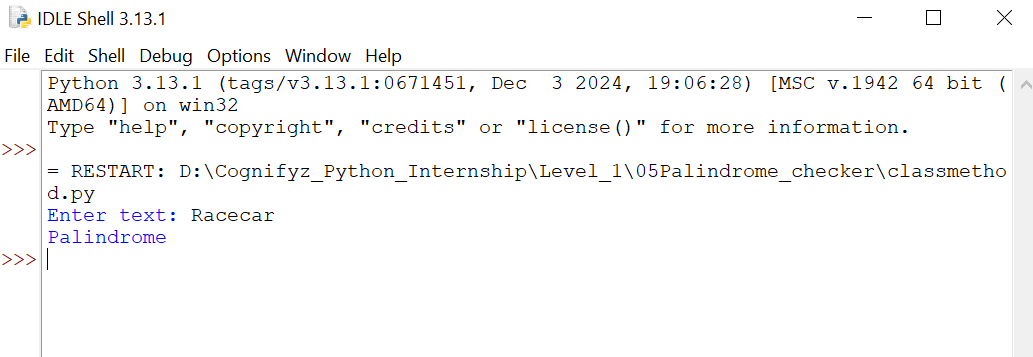 IDLE Shell 3.13.1
File Edit Shell Debug Options Window Help
Python 3.13.1 (tags/v3.13.1:0671451, Dec  3 2024, 19:06:28) [MSC v.1942 64 bit (
AMD64)] on win32
Type "help", "copyright", "credits" or "license()" for more information.
>>>
= RESTART: D:\Cognifyz_Python_Internship\Level_1\05Palindrome_checker\classmetho
d.py
Enter text: Racecar
Palindrome
>>>